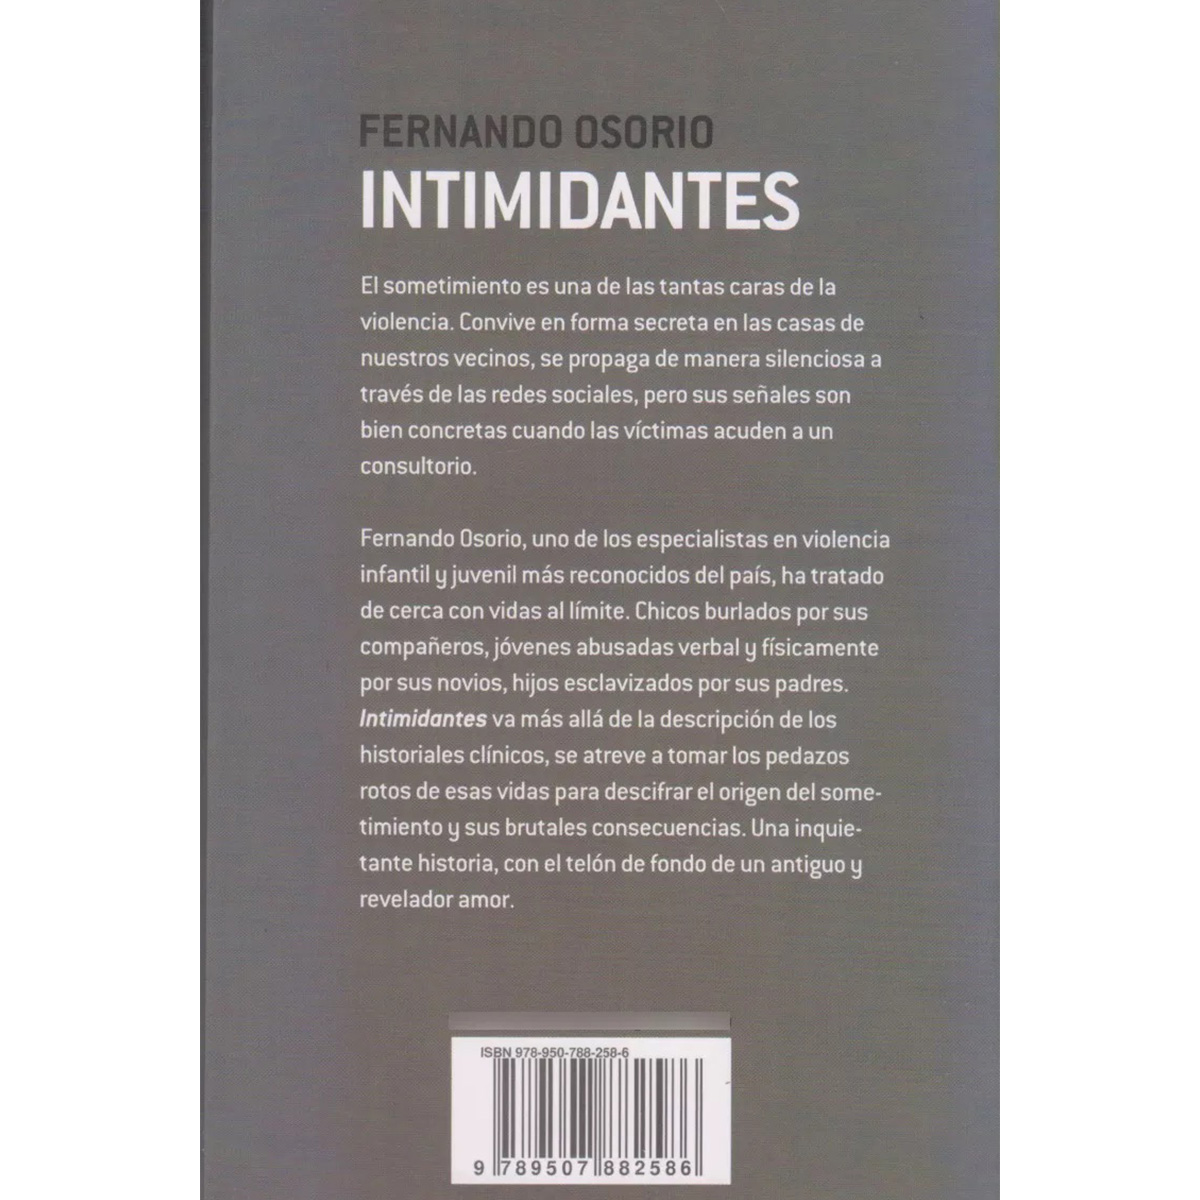 FERNANDO OSORIO
INTIMIDANTES
El sometimiento es una de las tantas caras de la
violencia. Convive en forma secreta en las casas de
nuestros vecinos, se propaga de manera silenciosa a
través de las redes sociales, pero sus señales son
bien concretas cuando las víctimas acuden a un
consultorio.
Fernando Osorio, uno de los especialistas en violencia
infantil y juvenil más reconocidos del país, ha tratado
de cerca con vidas al límite. Chicos burlados por sus
compañeros, jóvenes abusadas verbal y físicamente
por sus novios, hijos esclavizados por sus padres.
Intimidantes va más allá de la descripción de los
historiales clínicos, se atreve a tomar los pedazos
rotos de esas vidas para descifrar el origen del some-
timiento y sus brutales consecuencias. Una inquie-
tante historia, con el telón de fondo de un antiguo y
revelador amor.
ISBN 978-950-788-258-6
9 789507 882586